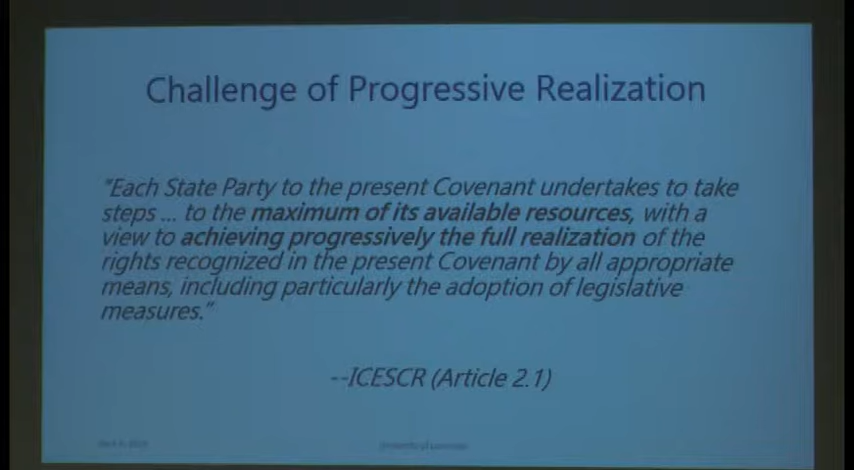 Challenge of Progressive Realization
"Each State Party to the present Covenant undertakes to take
steps ... to the maximum of its available resources, with a
view to achieving progressively the full realization of the
rights recognized in the present Covenant by all appropriate
means, including particularly the adoption of legislative
measures."
--ICESCR (Article 2.1)
University of